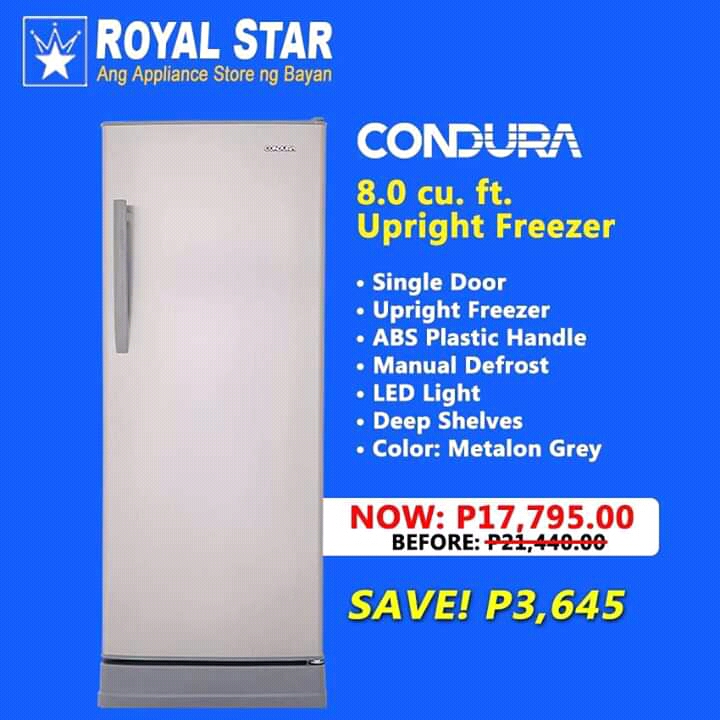 ROYAL STAR
Ang Appliance Store ng Bayan
CONDURA
CONDURA
8.0 cu. ft.
Upright Freezer
• Single Door
• Upright Freezer
• ABS Plastic Handle
• Manual Defrost
• LED Light
• Deep Shelves
• Color: Metalon Grey
NOW: P17,795.00
BEFORE: P21,440.00
SAVE! P3,645